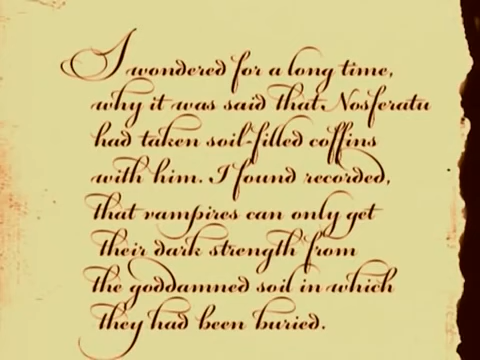 I wondered for a long time,
why it was said that Nosferatu
had taken soil-filled coffins
with him. I found recorded,
that vampires can only get
their dark strength from
the goddamned soil in which
they had been buried.